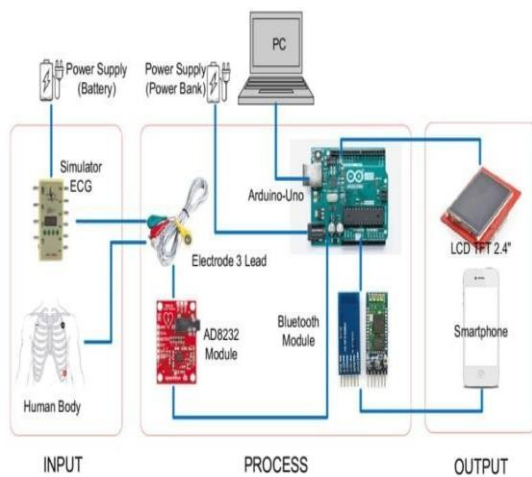 PC
Power Supply
(Battery)
Power Supply
(Power Bank)
Simulator
ECG
Arduino-Uno
Electrode 3 Lead
LCD TFT 2.4"
AD8232
Module
Bluetooth
Module
Smartphone
Human Body
INPUT
PROCESS
OUTPUT